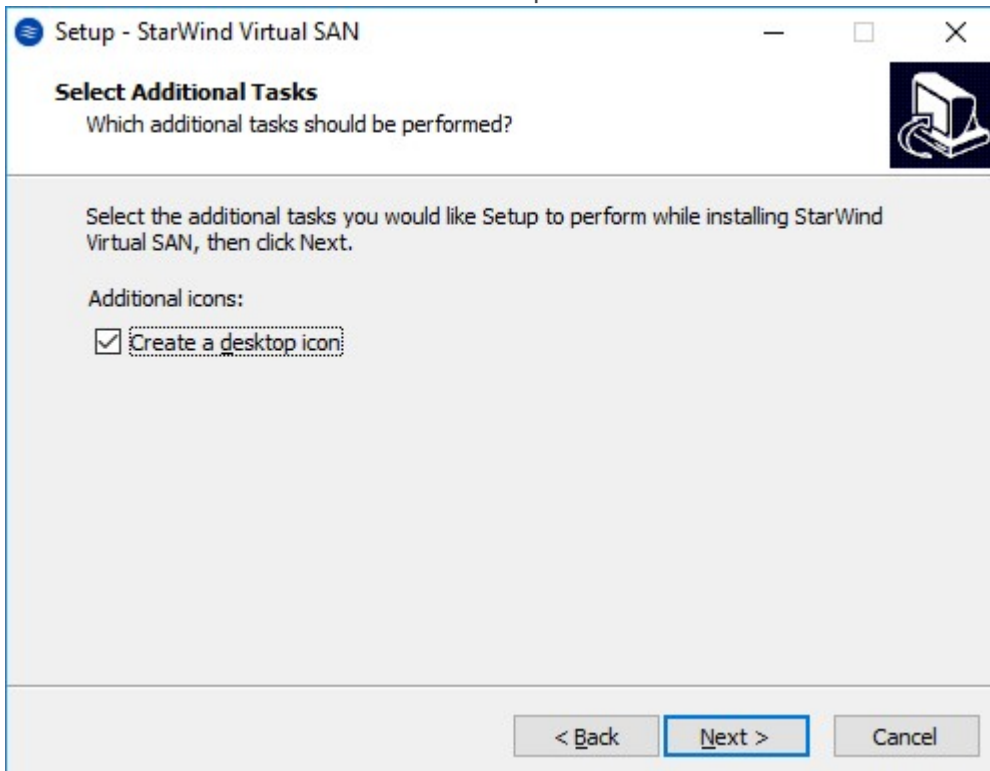 Setup - StarWind Virtual SAN
Select Additional Tasks
Which additional tasks should be performed?
Select the additional tasks you would like Setup to perform while installing StarWind
Virtual SAN, then click Next.
Additional icons:
Create a desktop icon
< Back
Next >
Cancel